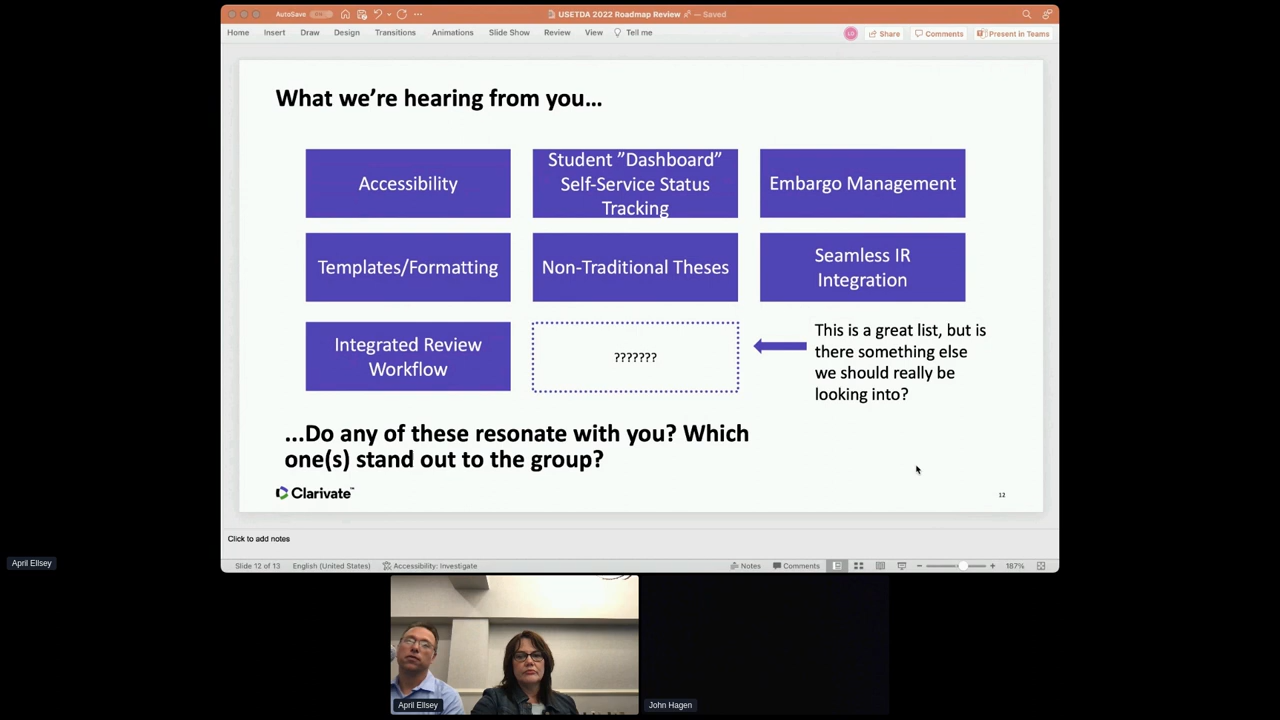 AutoSave
USETDA 2022 Roadmap Review
— Saved
Home Insert Draw Design Transitions Animations Slide Show Review View Tell me
Share Comments Present in Teams
What we're hearing from you...
Accessibility
Student ”Dashboard”
Self-Service Status
Tracking
Embargo Management
Templates/Formatting
Non-Traditional Theses
Seamless IR
Integration
Integrated Review
Workflow
???????
This is a great list, but is
there something else
we should really be
looking into?
...Do any of these resonate with you? Which
one(s) stand out to the group?
Clarivate™
12
Click to add notes
Slide 12 of 13 English (United States) Accessibility: Investigate Notes Comments 187%
April Ellsey
April Ellsey
John Hagen